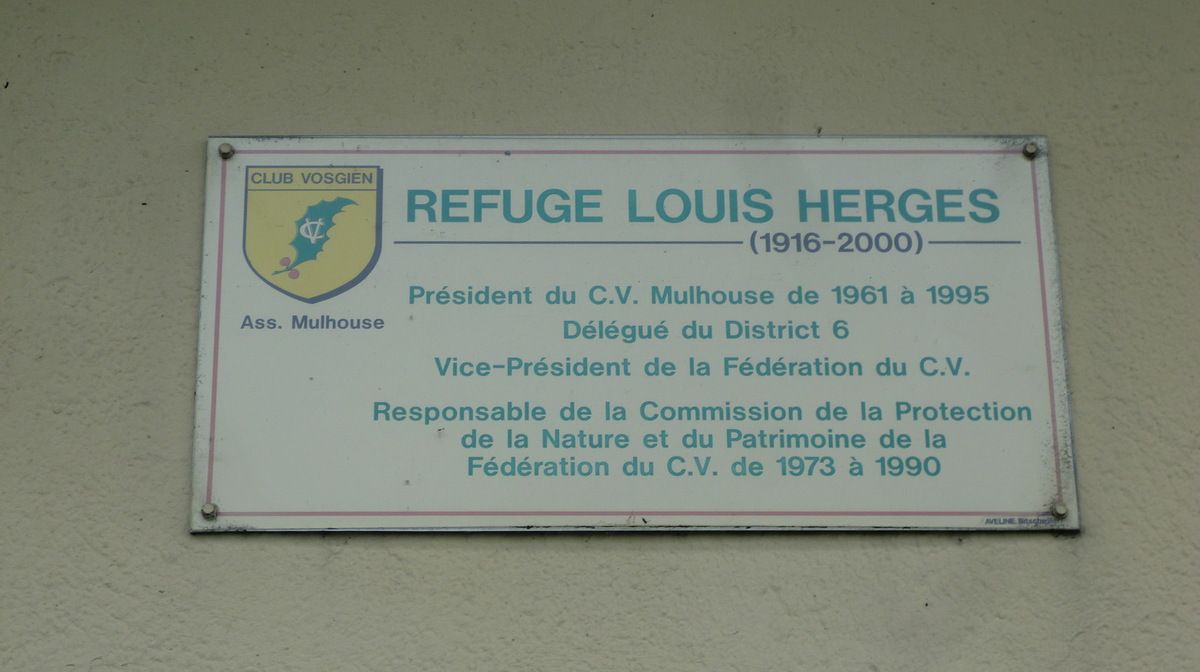 CLUB VOSGIEN
CV
Ass. Mulhouse
REFUGE LOUIS HERGES
(1916-2000)
Président du C.V. Mulhouse de 1961 à 1995
Délégué du District 6
Vice-Président de la Fédération du C.V.
Responsable de la Commission de la Protection
de la Nature et du Patrimoine de la
Fédération du C.V. de 1973 à 1990
AVELINE